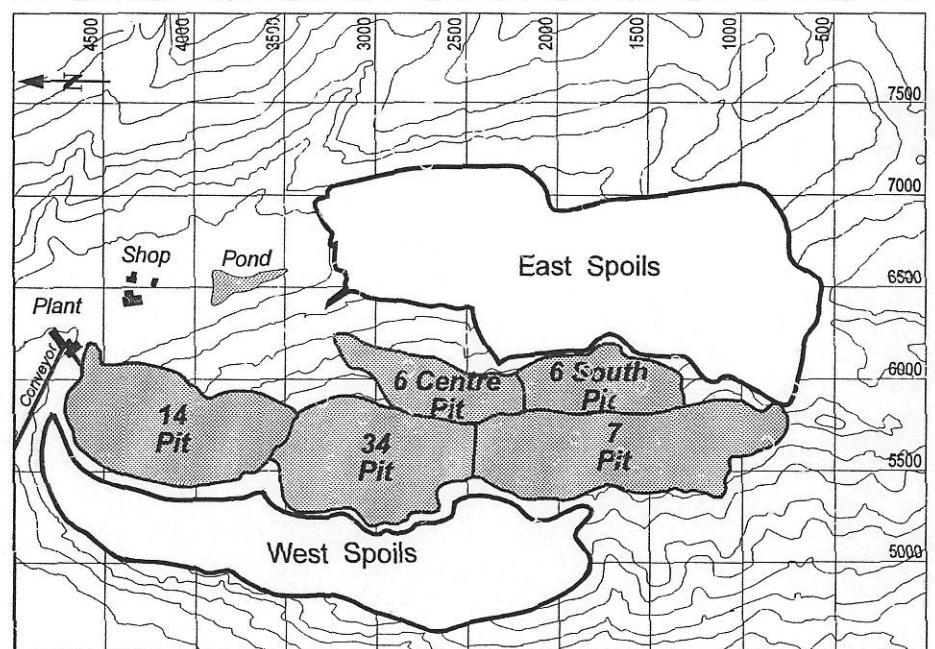 4500
4000
3500
3000
2500
2000
1500
1000
500
N
7500
7000
6500
6000
5500
5000
Shop
Pond
East Spoils
Plant
Conveyor
6 Centre
Pit
6 South
Pit
14
Pit
34
Pit
7
Pit
West Spoils